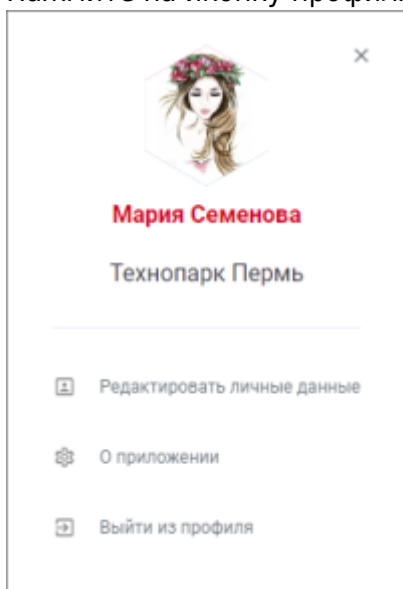 Мария Семенова
Технопарк Пермь
Редактировать личные данные
О приложении
Выйти из профиля